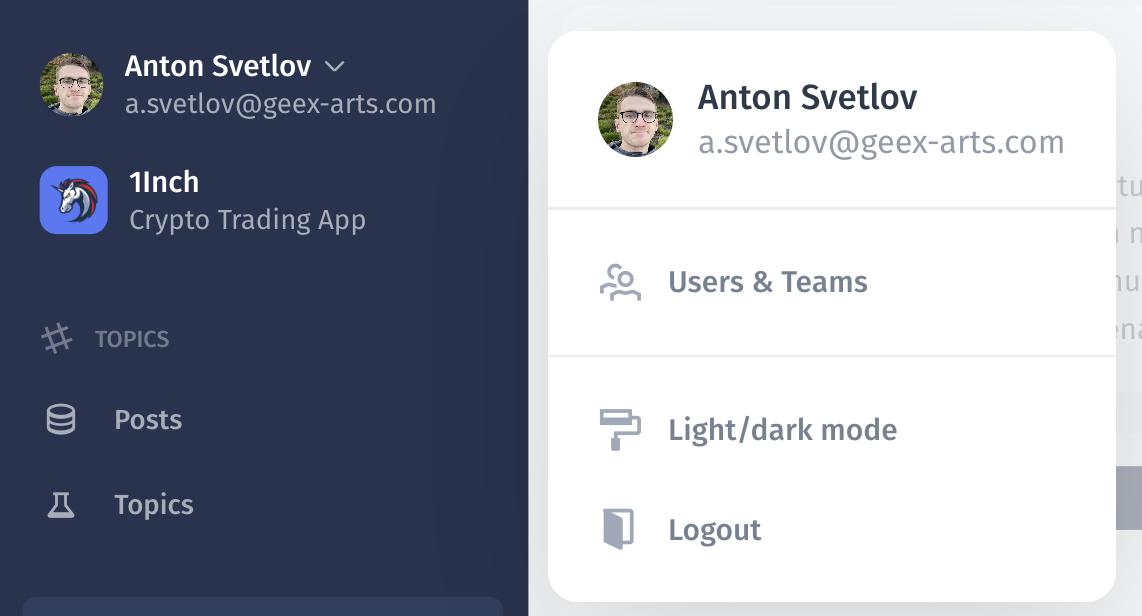 Anton Svetlov
a.svetlov@geex-arts.com
1Inch
Crypto Trading App
TOPICS
Posts
Topics
Anton Svetlov
a.svetlov@geex-arts.com
Users & Teams
Light/dark mode
Logout